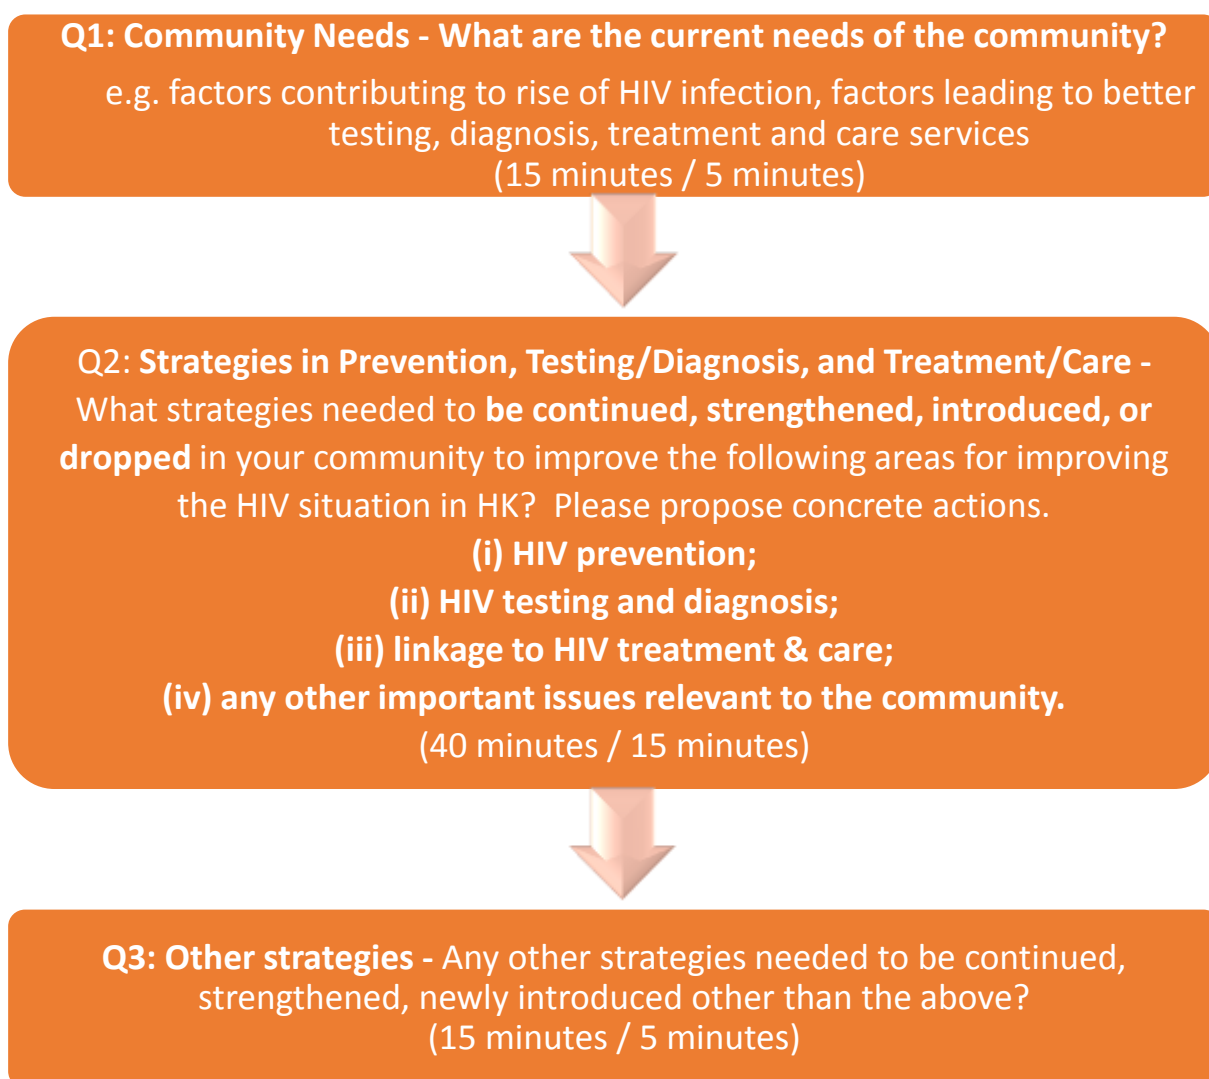 Q1: Community Needs - What are the current needs of the community?
e.g. factors contributing to rise of HIV infection, factors leading to better
testing, diagnosis, treatment and care services
(15 minutes / 5 minutes)
Q2: Strategies in Prevention, Testing/Diagnosis, and Treatment/Care -
What strategies needed to be continued, strengthened, introduced, or
dropped in your community to improve the following areas for improving
the HIV situation in HK?  Please propose concrete actions.
(i) HIV prevention;
(ii) HIV testing and diagnosis;
(iii) linkage to HIV treatment & care;
(iv) any other important issues relevant to the community.
(40 minutes / 15 minutes)
Q3: Other strategies - Any other strategies needed to be continued,
strengthened, newly introduced other than the above?
(15 minutes / 5 minutes)